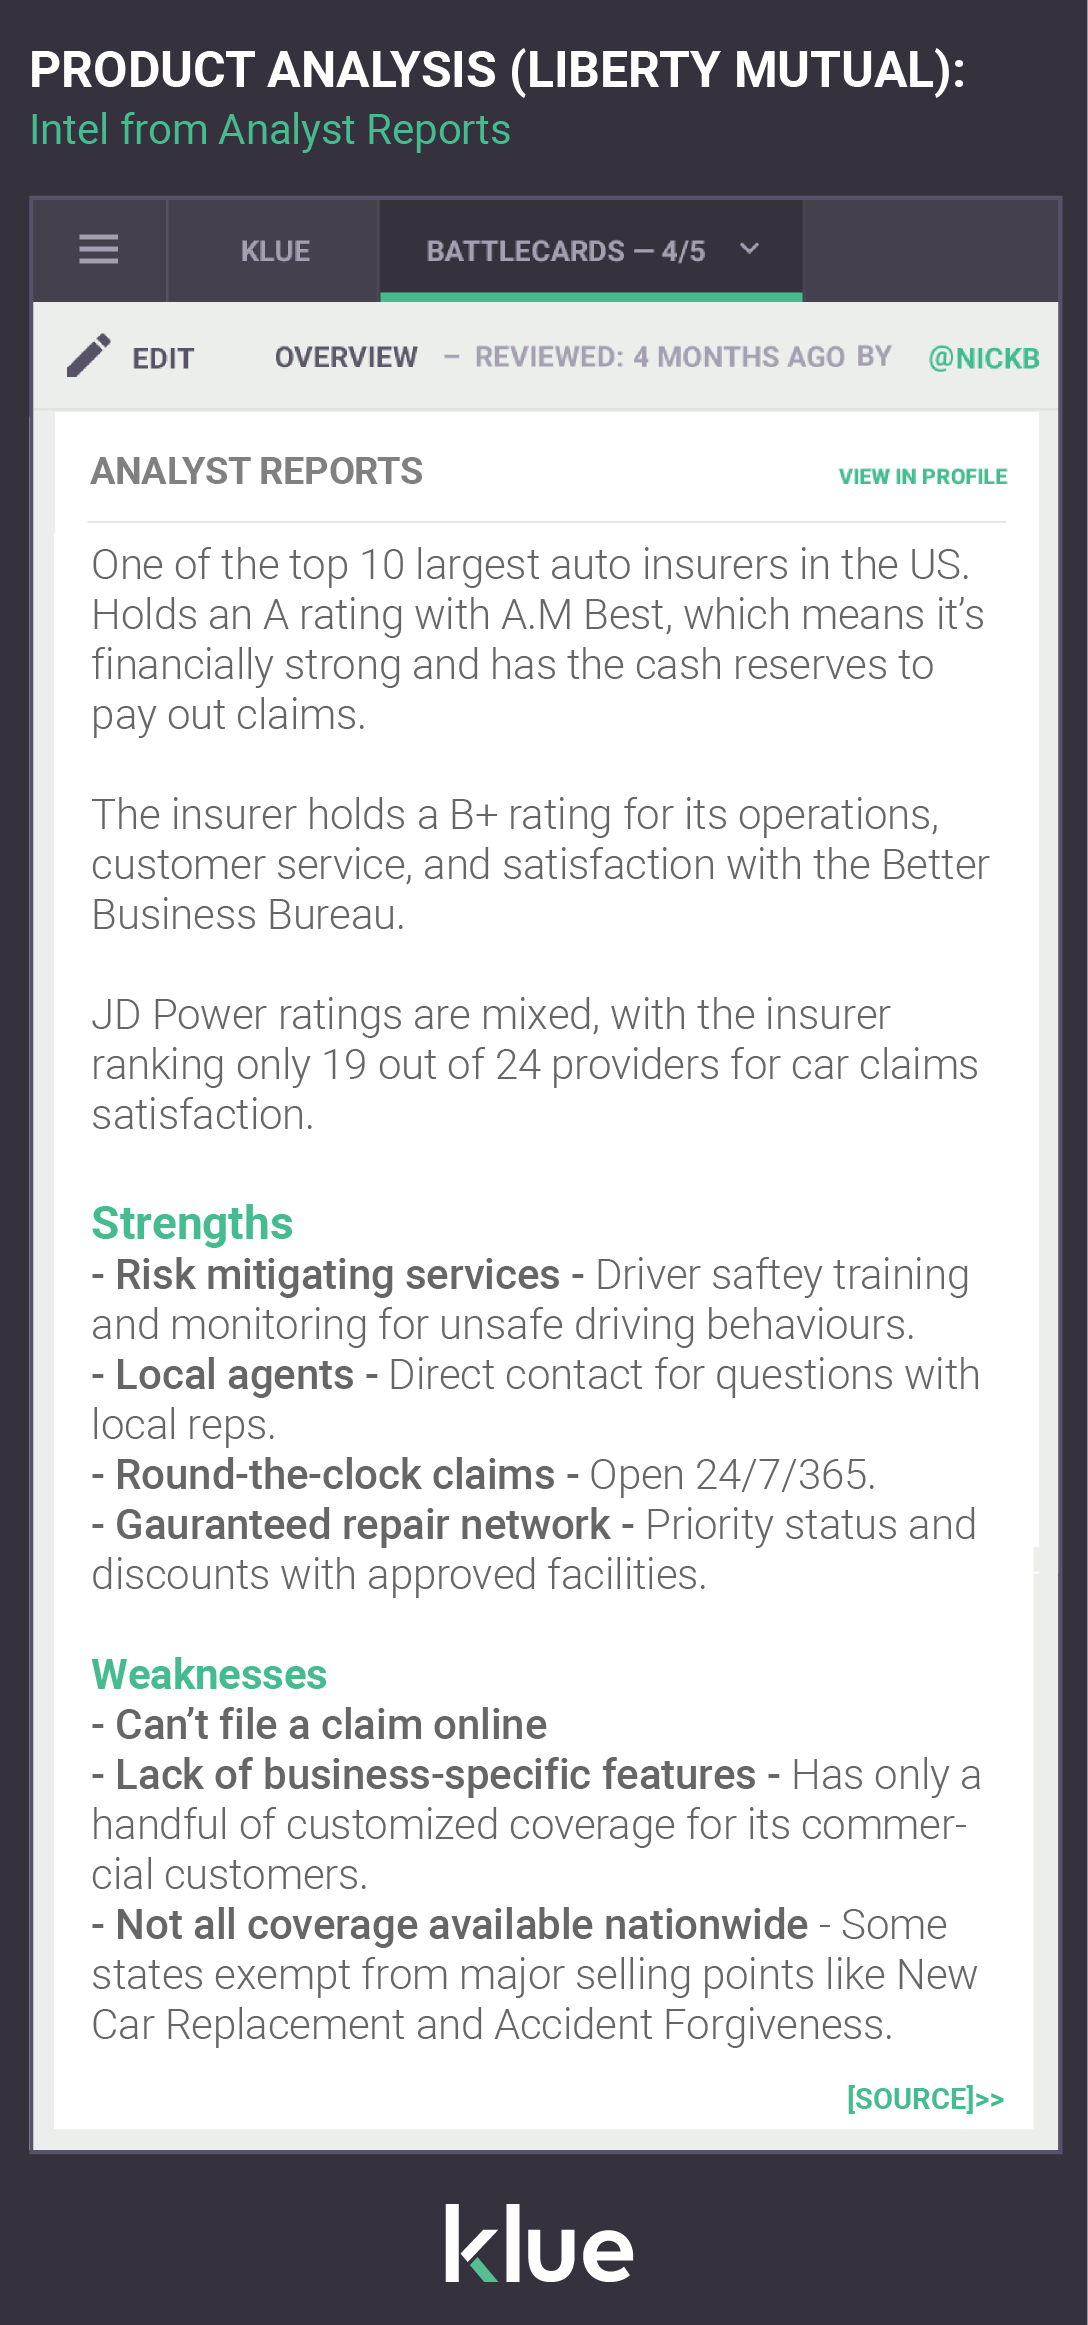 PRODUCT ANALYSIS (LIBERTY MUTUAL):
Intel from Analyst Reports
KLUE
BATTLECARDS — 4/5
EDIT
OVERVIEW – REVIEWED: 4 MONTHS AGO BY @NICKB
ANALYST REPORTS
VIEW IN PROFILE
One of the top 10 largest auto insurers in the US.
Holds an A rating with A.M Best, which means it’s
financially strong and has the cash reserves to
pay out claims.
The insurer holds a B+ rating for its operations,
customer service, and satisfaction with the Better
Business Bureau.
JD Power ratings are mixed, with the insurer
ranking only 19 out of 24 providers for car claims
satisfaction.
Strengths
- Risk mitigating services - Driver saftey training
and monitoring for unsafe driving behaviours.
- Local agents - Direct contact for questions with
local reps.
- Round-the-clock claims - Open 24/7/365.
- Gauranteed repair network - Priority status and
discounts with approved facilities.
Weaknesses
- Can’t file a claim online
- Lack of business-specific features - Has only a
handful of customized coverage for its commer-
cial customers.
- Not all coverage available nationwide - Some
states exempt from major selling points like New
Car Replacement and Accident Forgiveness.
[SOURCE]>>
klue